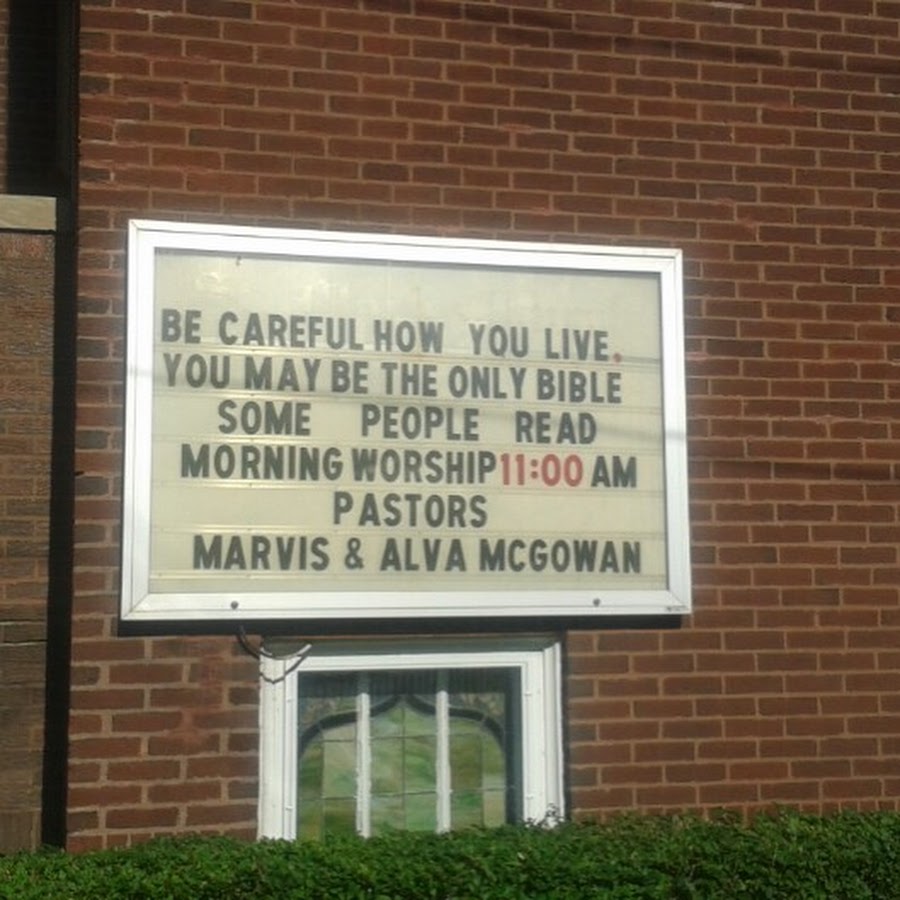 BE CAREFUL HOW YOU LIVE.
YOU MAY BE THE ONLY BIBLE
SOME PEOPLE READ
MORNING WORSHIP 11:00 AM
PASTORS
MARVIS & ALVA MCGOWAN